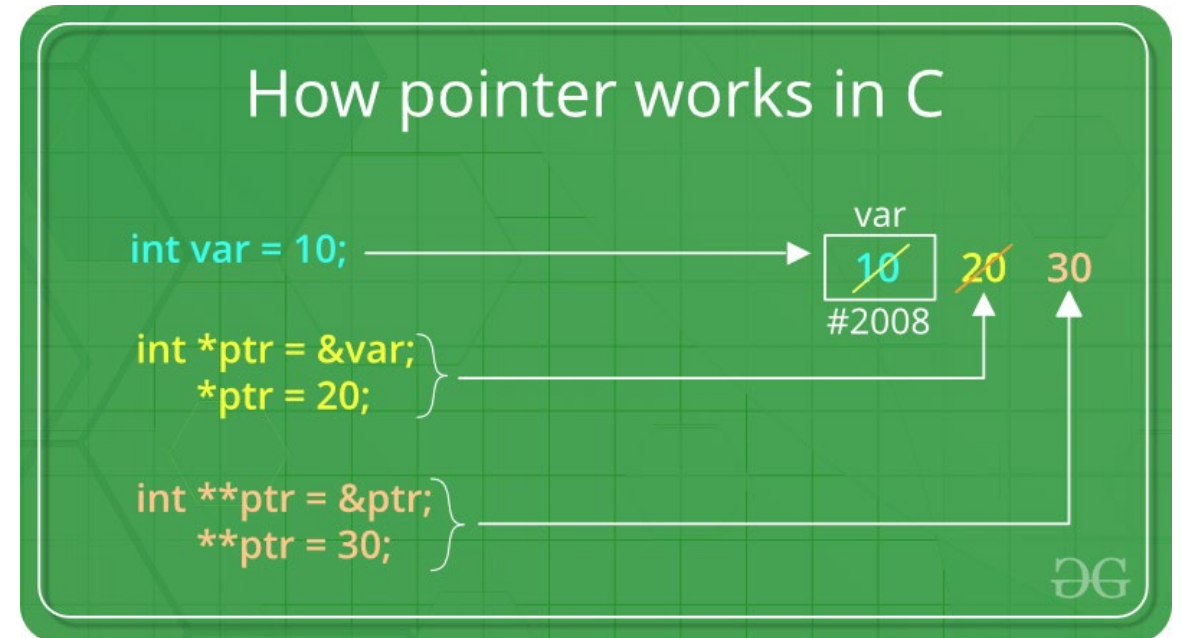 How pointer works in C
var
int var = 10;
10 20 30
#2008
int *ptr = &var;
*ptr = 20;
int **ptr = &ptr;
**ptr = 30;
GG